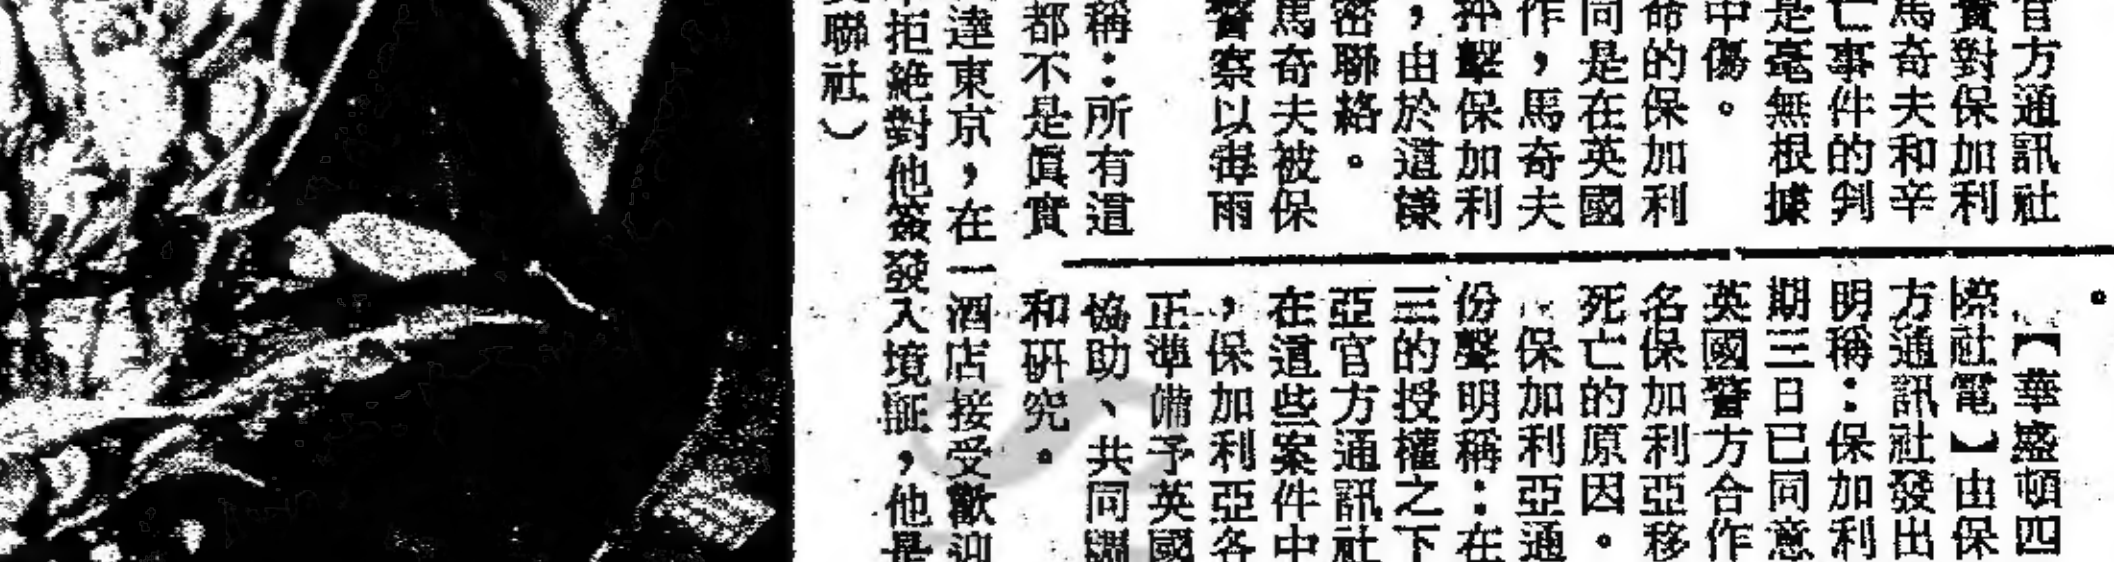 官方通訊社
實對保加利
馬奇夫和辛
亡事件的判
是毫無根據
中傷。
命的保加利
同是在英國
作，馬奇夫
抨擊保加利
，由於這嫌
密聯絡。
馬奇夫被保
警察以毒雨
稱：所有這
都不是眞實
。
【華盛頓四
際社電】由保
方通訊社發出
明稱：保加利
期三日已同意
英國警方合作
名保加利亞移
死亡的原因。
保加利亞通
份聲明稱：在
三的授權之下
亞官方通訊社
在這些案件中
，保加利亞各
正準備予英國
協助、共同調
和研究。
達東京，在一酒店接受歡迎
拒絕對他簽發入境証，他是
聯社）